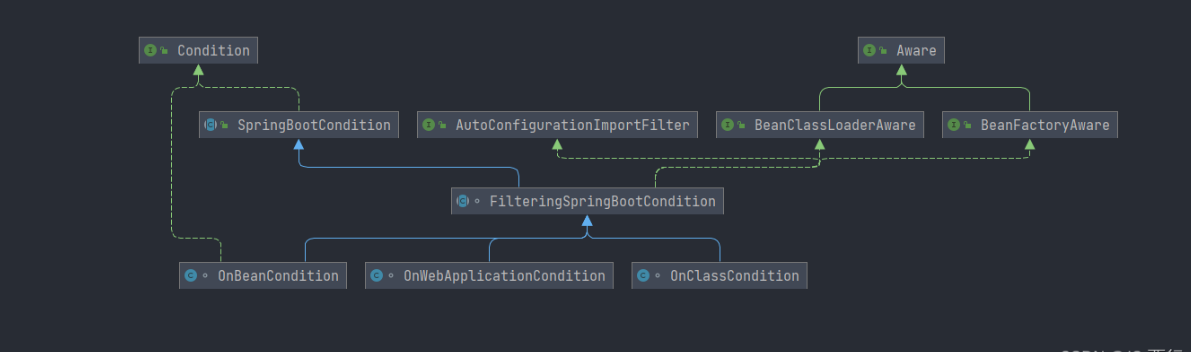 Condition
Aware
SpringBootCondition
AutoConfigurationImportFilter
BeanClassLoaderAware
BeanFactoryAware
FilteringSpringBootCondition
OnBeanCondition
OnWebApplicationCondition
OnClassCondition